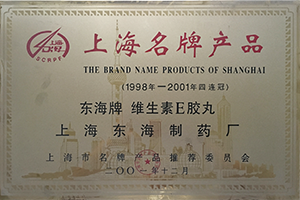 上海名牌产品
SCRPF
THE BRAND NAME PRODUCTS OF SHANGHAI
(1998年—2001年四连冠)
东海牌 维生素E胶丸
上海东海制药厂
上海市名牌产品推荐委员会
二〇〇一年十二月